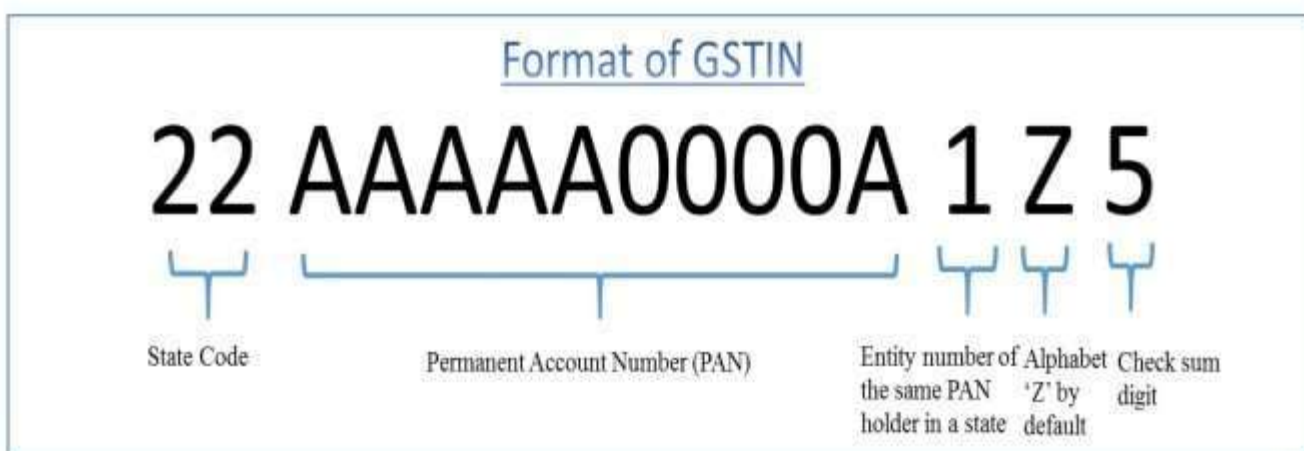 Format of GSTIN
22 AAAAA0000A 1 Z 5
State Code
Permanent Account Number (PAN)
Entity number of
the same PAN
holder in a state
Alphabet
‘Z’ by
default
Check sum
digit